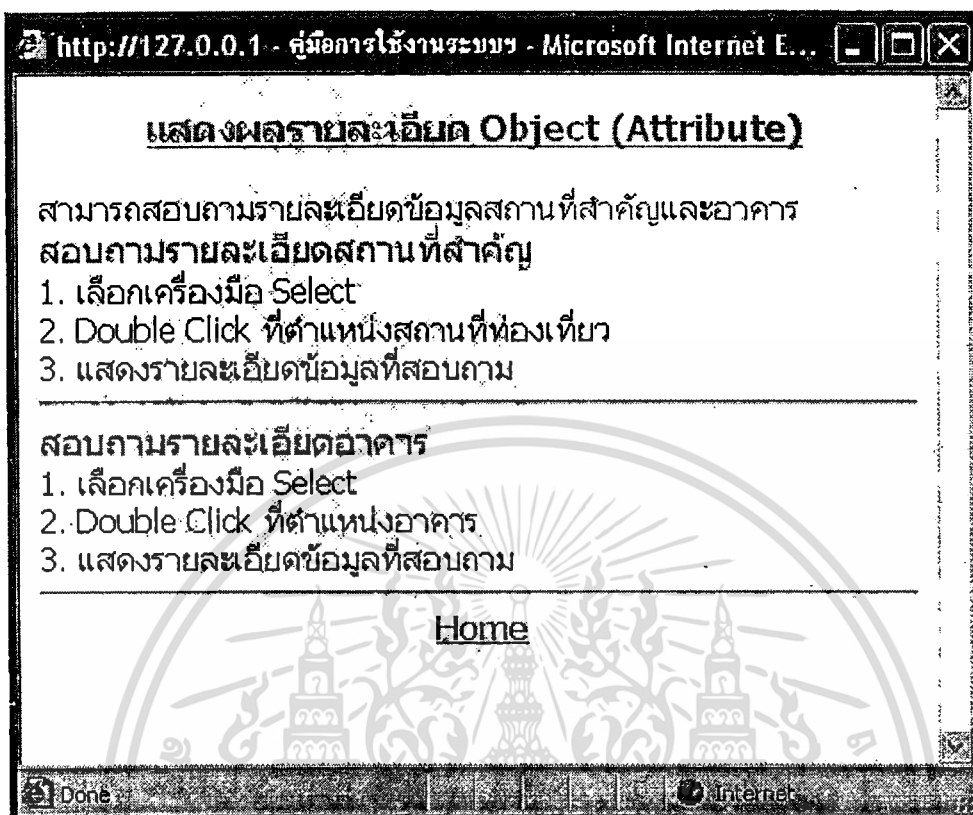 http://127.0.0.1 - คู่มือการใช้งานระบบฯ - Microsoft Internet E...
แสดงผลรายละเอียด Object (Attribute)
สามารถสอบถามรายละเอียดข้อมูลสถานที่สำคัญและอาคาร
สอบถามรายละเอียดสถานที่สำคัญ
1. เลือกเครื่องมือ Select
2. Double Click ที่ตำแหน่งสถานที่ท่องเที่ยว
3. แสดงรายละเอียดข้อมูลที่สอบถาม
สอบถามรายละเอียดอาคาร
1. เลือกเครื่องมือ Select
2. Double Click ที่ตำแหน่งอาคาร
3. แสดงรายละเอียดข้อมูลที่สอบถาม
Home
Done
Internet